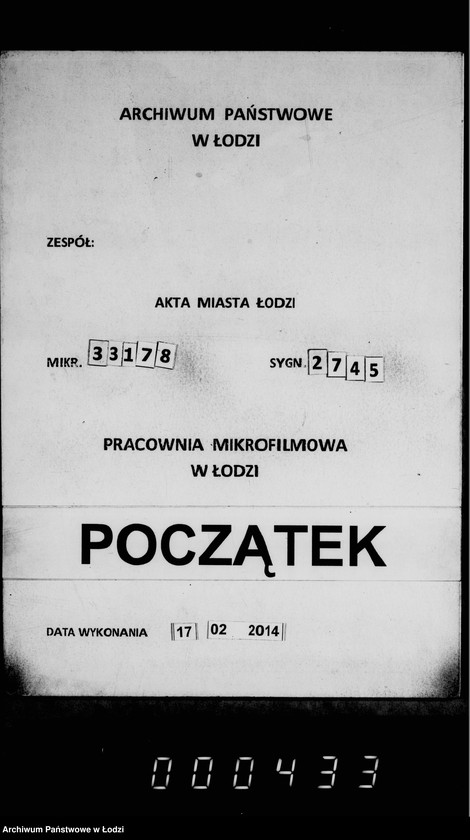 ARCHIWUM PAŃSTWOWE
W ŁODZI
ZESPÓŁ:
AKTA MIASTA ŁODZI
MIKR. 33178 SYGN. 2745
PRACOWNIA MIKROFILMOWA
W ŁODZI
POCZĄTEK
DATA WYKONANIA 17 02 2014
000433
Archiwum Państwowe w Łodzi